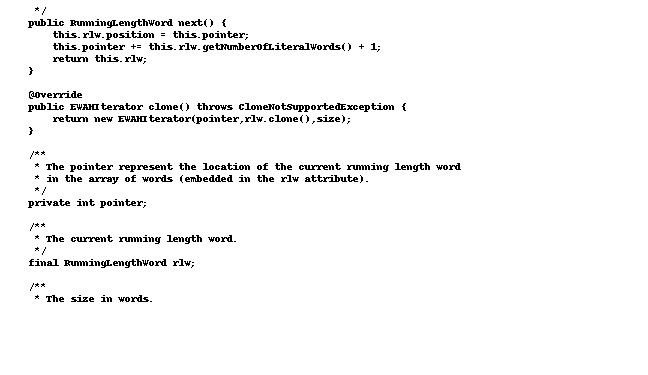 */
public RunningLengthWord next() {
this.rlw.position = this.pointer;
this.pointer += this.rlw.getNumberOfLiteralWords() + 1;
return this.rlw;
}
@Override
public EWAHIterator clone() throws CloneNotSupportedException {
return new EWAHIterator(pointer,rlw.clone(),size);
}
/**
* The pointer represent the location of the current running length word
* in the array of words (embedded in the rlw attribute).
*/
private int pointer;
/**
* The current running length word.
*/
final RunningLengthWord rlw;
/**
* The size in words.